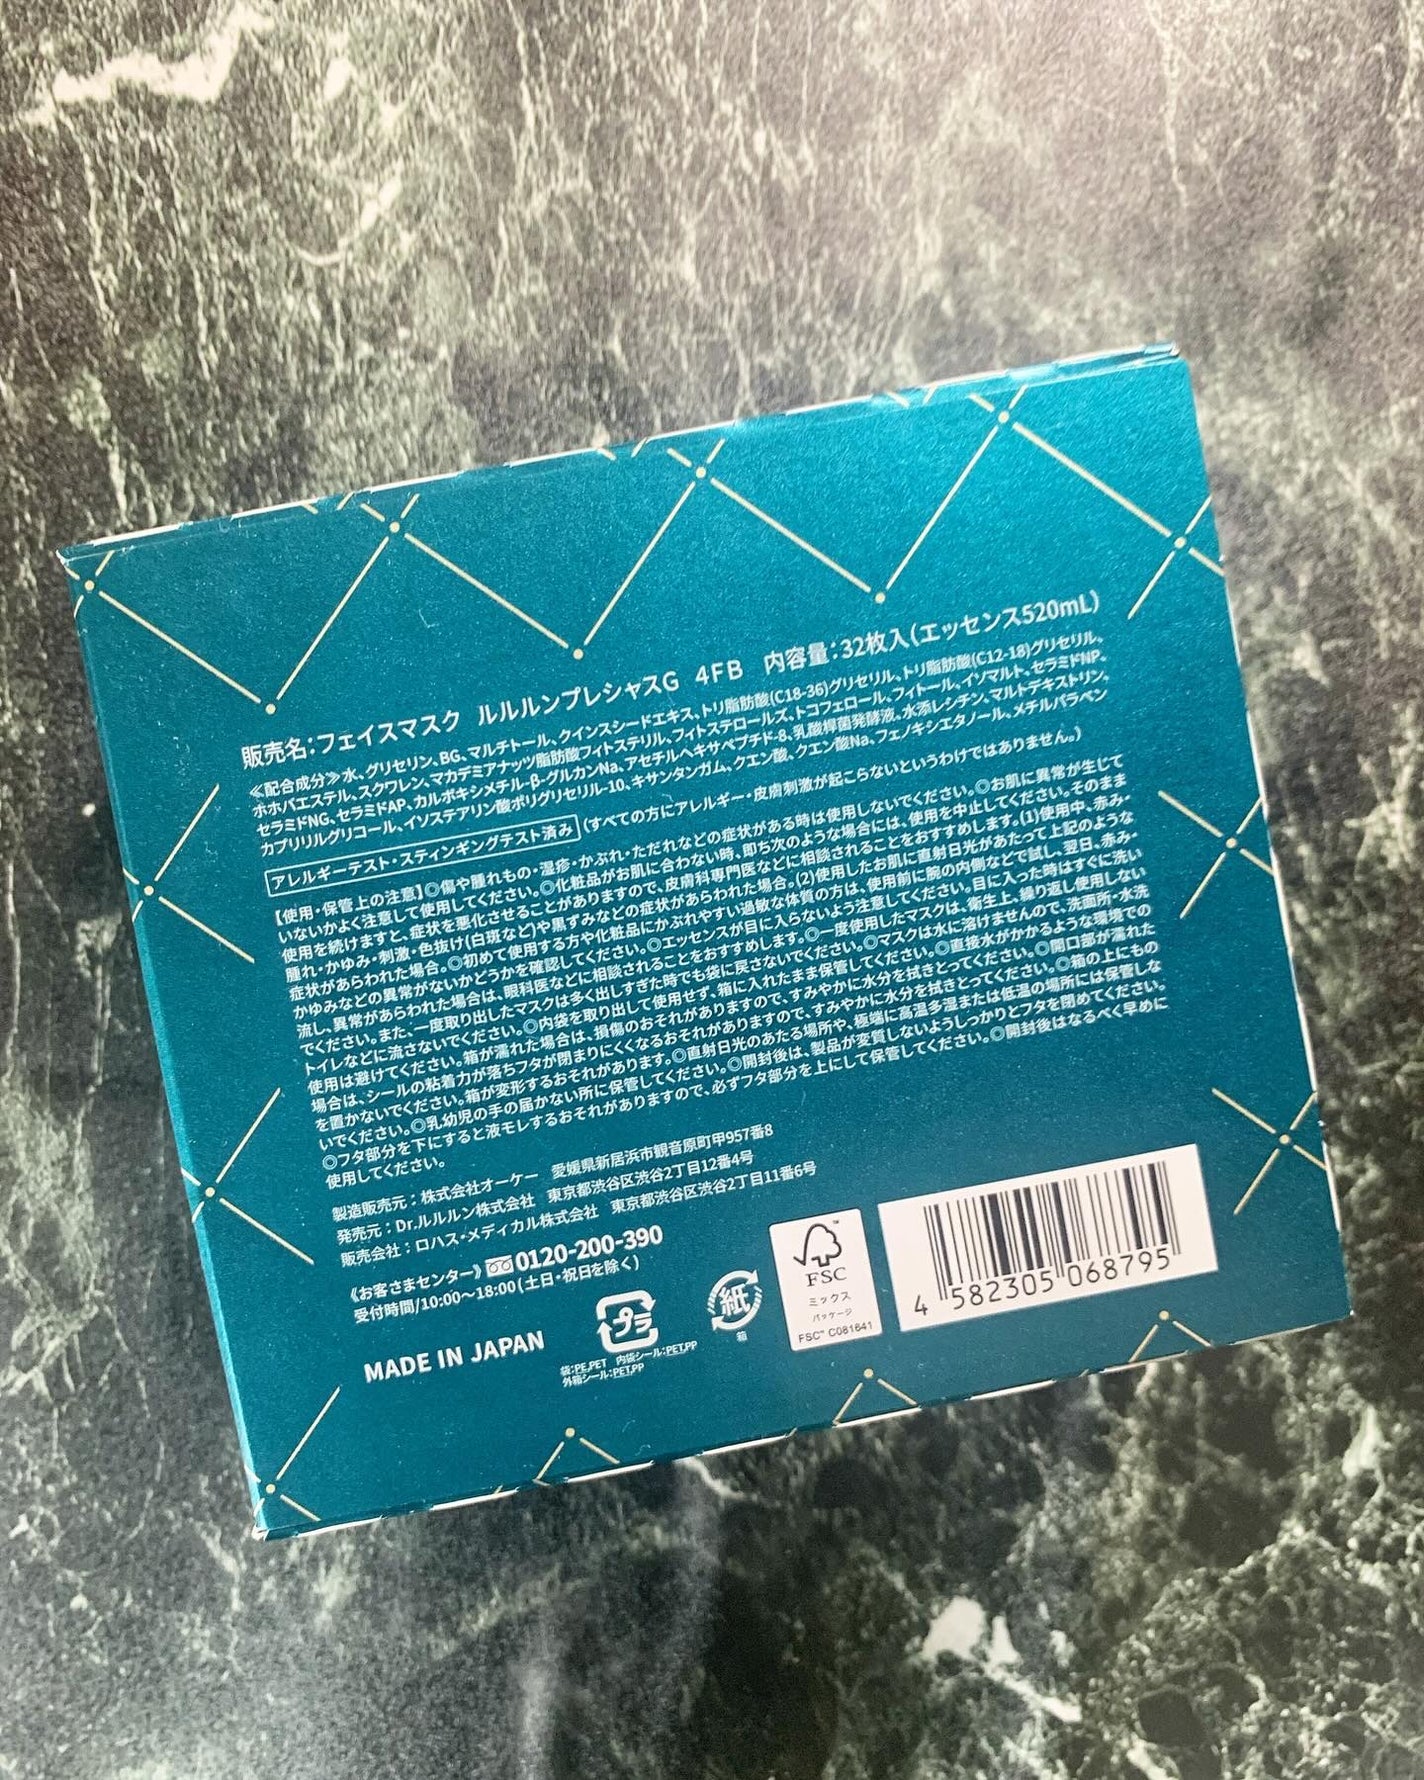 販売名：フェイスマスク ルルルンプレシャスG 4FB 内容量：32枚入（エッセンス520mL）
≪配合成分≫水、グリセリン、BG、マルチトール、クインスシードエキス、トリ脂肪酸(C18-36)グリセリル、トリ脂肪酸(C12-18)グリセリル、
ホホバエステル、スクワレン、マカデミアナッツ脂肪酸フィトステリル、フィトステロールズ、トコフェロール、フィトール、イソマルト、セラミドNP、
セラミドNG、セラミドAP、カルボキシメチル-β-グルカンNa、アセチルヘキサペプチド-8、乳酸桿菌発酵液、水添レシチン、マルトデキストリン、
カプリリルグリコール、イソステアリン酸ポリグリセリル-10、キサンタンガム、クエン酸、クエン酸Na、フェノキシエタノール、メチルパラベン
アレルギーテスト・スティンギングテスト済み（すべての方にアレルギー・皮膚刺激が起こらないというわけではありません。）
【使用・保管上の注意】◎傷や腫れもの・湿疹・かぶれ・ただれなどの症状がある時は使用しないでください。◎お肌に異常が生じて
いないかよく注意して使用してください。◎化粧品がお肌に合わない時、即ち次のような場合には、使用を中止してください。そのまま
使用を続けますと、症状を悪化させることがありますので、皮膚科専門医などに相談されることをおすすめします。(1)使用中、赤み・
腫れ・かゆみ・刺激・色抜け(白斑など)や黒ずみなどの症状があらわれた場合。(2)使用したお肌に直射日光があたって上記のような
症状があらわれた場合。◎初めて使用する方や化粧品にかぶれやすい過敏な体質の方は、使用前に腕の内側などで試し、翌日、赤み・
かゆみなどの異常がないかどうかを確認してください。◎エッセンスが目に入らないよう注意してください。目に入った時はすぐに洗い
流し、異常があらわれた場合は、眼科医などに相談されることをおすすめします。◎一度使用したマスクは、衛生上、繰り返し使用しない
でください。また、一度取り出したマスクは多く出しすぎた時でも袋に戻さないでください。◎マスクは水に溶けませんので、洗面所・水洗
トイレなどに流さないでください。◎内袋を取り出して使用せず、箱に入れたまま保管してください。◎直接水がかかるような環境での
使用は避けてください。箱が濡れた場合は、損傷のおそれがありますので、すみやかに水分を拭きとってください。◎開口部が濡れた
場合は、シールの粘着力が落ちフタが閉まりにくくなるおそれがありますので、すみやかに水分を拭きとってください。◎箱の上にもの
を置かないでください。箱が変形するおそれがあります。◎直射日光のあたる場所や、極端に高温多湿または低温の場所には保管しな
いでください。◎乳幼児の手の届かない所に保管してください。◎開封後は、製品が変質しないようしっかりとフタを閉めてください。
◎フタ部分を下にすると液モレするおそれがありますので、必ずフタ部分を上にして保管してください。◎開封後はなるべく早めに
使用してください。
製造販売元：株式会社オーケー 愛媛県新居浜市観音原町甲957番8
発売元：Dr.ルルルン株式会社 東京都渋谷区渋谷2丁目12番4号
販売会社：ロハス・メディカル株式会社 東京都渋谷区渋谷2丁目11番6号
《お客さまセンター》0120-200-390
受付時間/10:00〜18:00(土日・祝日を除く)
MADE IN JAPAN
プラ
袋：PE,PET 内袋シール：PET,PP
外箱シール：PET,PP
紙
箱
FSC
ミックス
パッケージ
FSC™ C081641
4 582305 068795